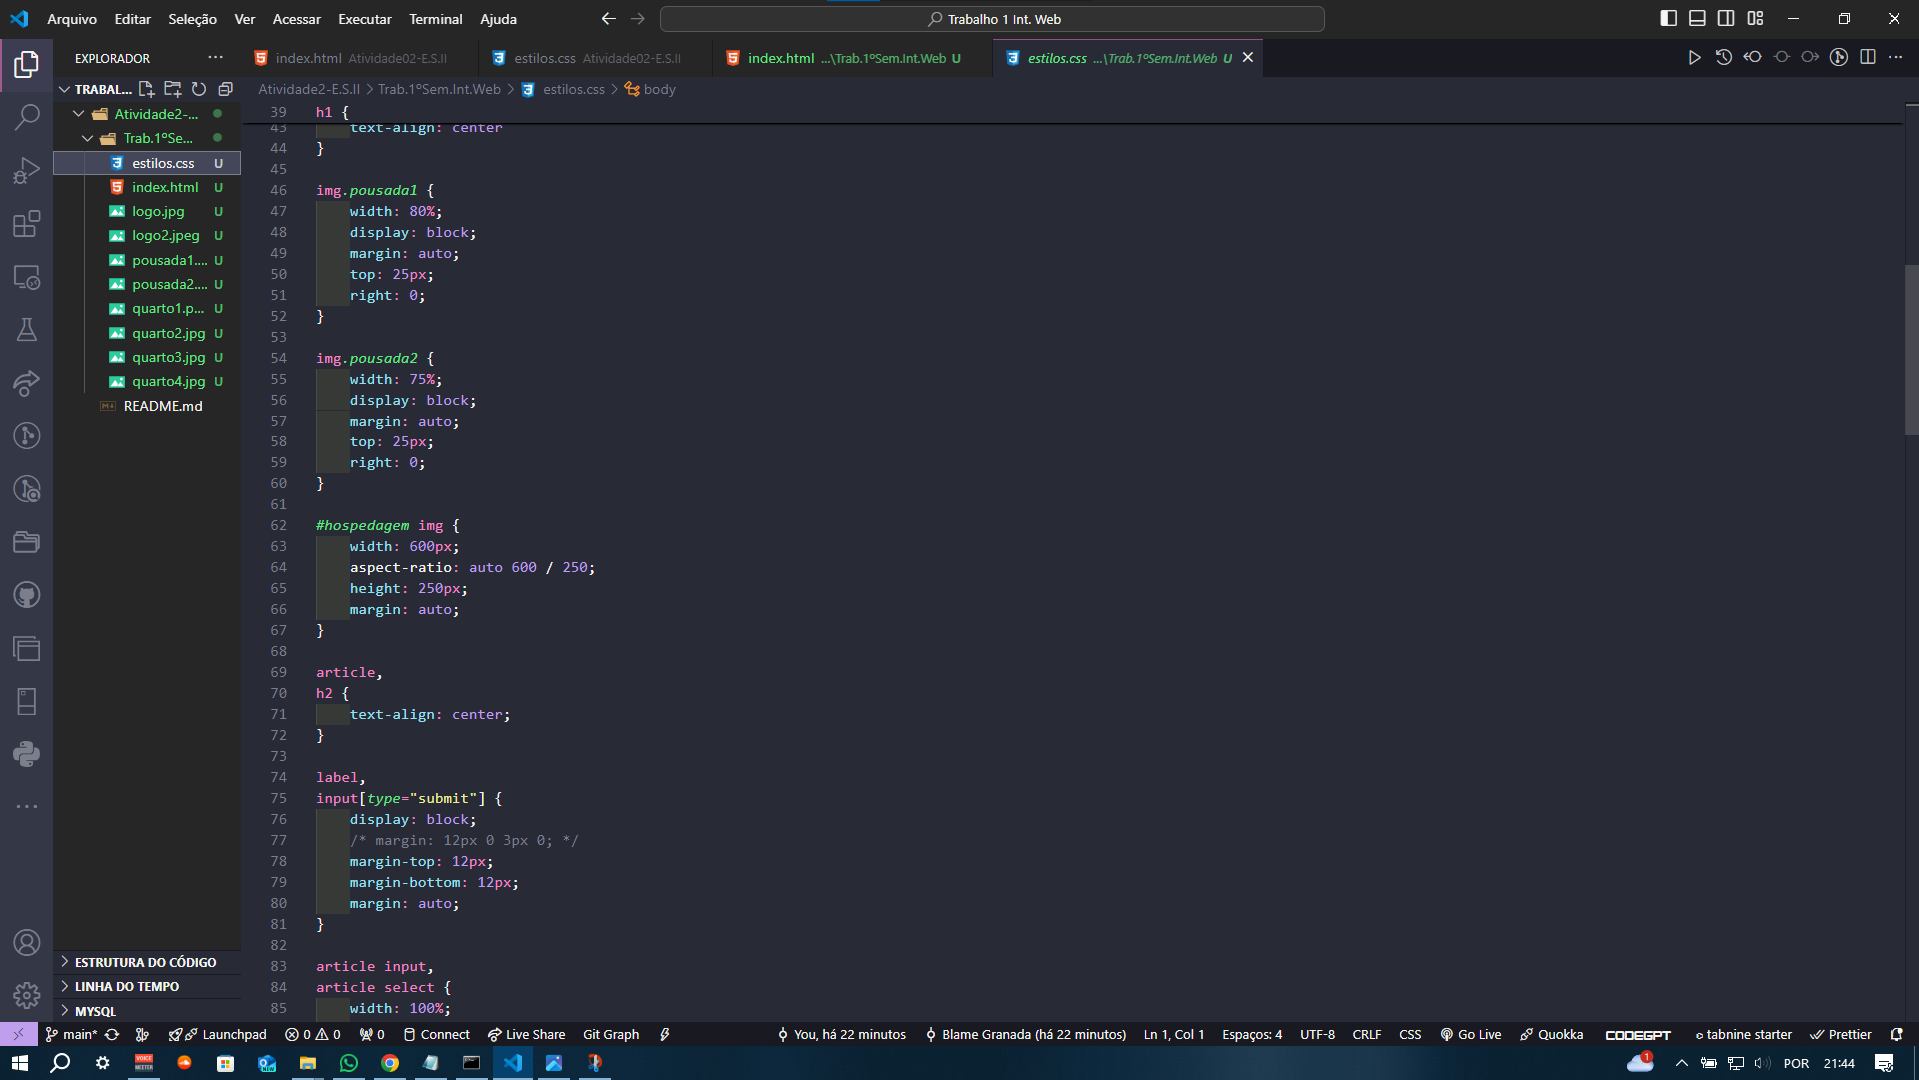 Arquivo Editar Seleção Ver Acessar Executar Terminal Ajuda
Trabalho 1 Int. Web
EXPLORADOR
index.html Atividade02-E.S.II
estilos.css Atividade02-E.S.II
index.html ...\Trab.1ºSem.Int.Web U
estilos.css ...\Trab.1ºSem.Int.Web U
TRABAL...
Atividade2-E.S.II > Trab.1ºSem.Int.Web > estilos.css > body
Atividade2-...
Trab.1ºSe...
estilos.css U
index.html U
logo.jpg U
logo2.jpeg U
pousada1.... U
pousada2.... U
quarto1.p... U
quarto2.jpg U
quarto3.jpg U
quarto4.jpg U
README.md
ESTRUTURA DO CÓDIGO
LINHA DO TEMPO
MYSQL
39 h1 {
43 text-align: center
44 }
45
46 img.pousada1 {
47 width: 80%;
48 display: block;
49 margin: auto;
50 top: 25px;
51 right: 0;
52 }
53
54 img.pousada2 {
55 width: 75%;
56 display: block;
57 margin: auto;
58 top: 25px;
59 right: 0;
60 }
61
62 #hospedagem img {
63 width: 600px;
64 aspect-ratio: auto 600 / 250;
65 height: 250px;
66 margin: auto;
67 }
68
69 article,
70 h2 {
71 text-align: center;
72 }
73
74 label,
75 input[type="submit"] {
76 display: block;
77 /* margin: 12px 0 3px 0; */
78 margin-top: 12px;
79 margin-bottom: 12px;
80 margin: auto;
81 }
82
83 article input,
84 article select {
85 width: 100%;
main* Launchpad 0 0 0 Connect Live Share Git Graph You, há 22 minutos Blame Granada (há 22 minutos) Ln 1, Col 1 Espaços: 4 UTF-8 CRLF CSS Go Live Quokka CODEGPT tabnine starter Prettier
VOICE MEETER
NEW
1
POR 21:44